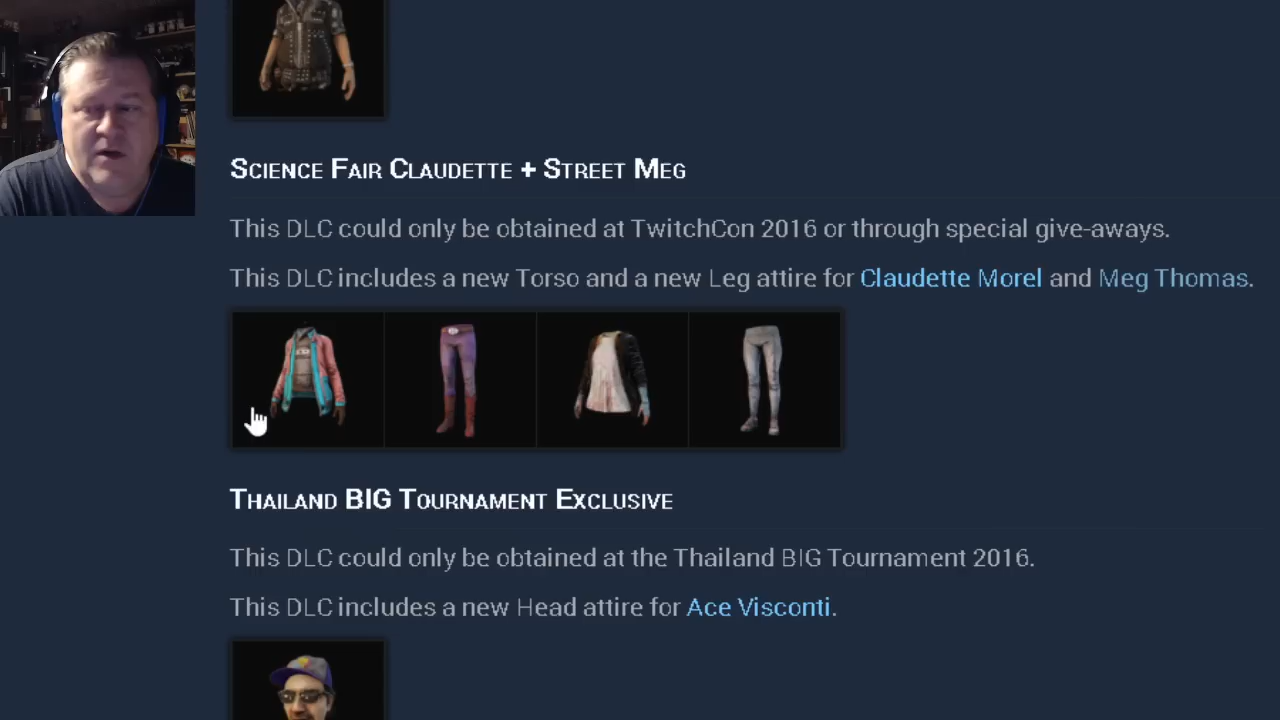 Science Fair Claudette + Street Meg
This DLC could only be obtained at TwitchCon 2016 or through special give-aways.
This DLC includes a new Torso and a new Leg attire for Claudette Morel and Meg Thomas.
Thailand BIG Tournament Exclusive
This DLC could only be obtained at the Thailand BIG Tournament 2016.
This DLC includes a new Head attire for Ace Visconti.